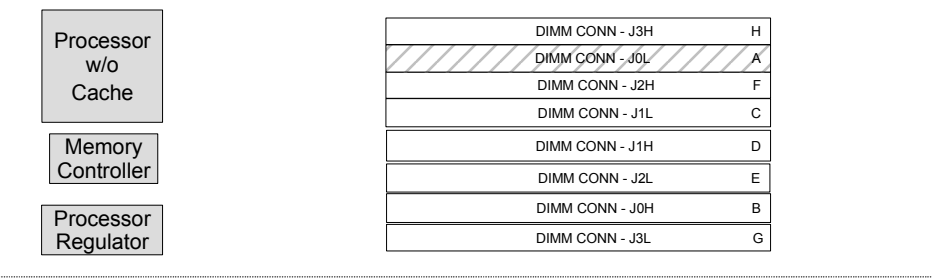 Processor
w/o
Cache
Memory
Controller
Processor
Regulator
DIMM CONN - J3H H
DIMM CONN - J0L A
DIMM CONN - J2H F
DIMM CONN - J1L C
DIMM CONN - J1H D
DIMM CONN - J2L E
DIMM CONN - J0H B
DIMM CONN - J3L G